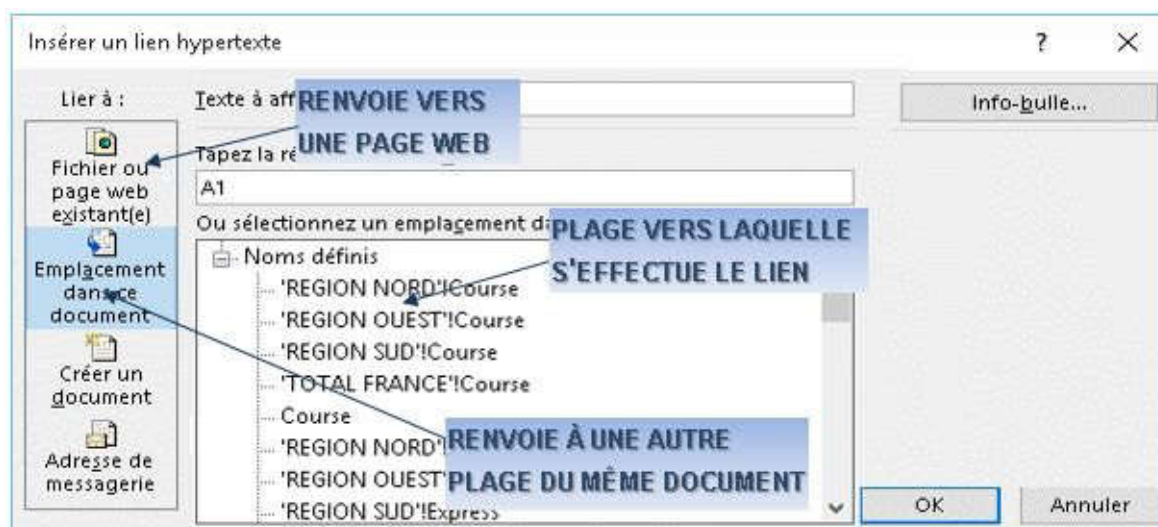 Insérer un lien hypertexte
? ×
Lier à :
Texte à aff
Info-bulle...
RENVOIE VERS
UNE PAGE WEB
Fichier ou
page web
existant(e)
Tapez la
A1
Ou sélectionnez un emplacement
PLAGE VERS LAQUELLE
S'EFFECTUE LE LIEN
Emplacement
dans ce
document
Noms définis
'REGION NORD'!Course
'REGION OUEST'!Course
'REGION SUD'!Course
'TOTAL FRANCE'!Course
Course
'REGION NORD'!
'REGION OUEST'
'REGION SUD'!Express
Créer un
document
Adresse de
messagerie
RENVOIE À UNE AUTRE
PLAGE DU MÊME DOCUMENT
OK
Annuler